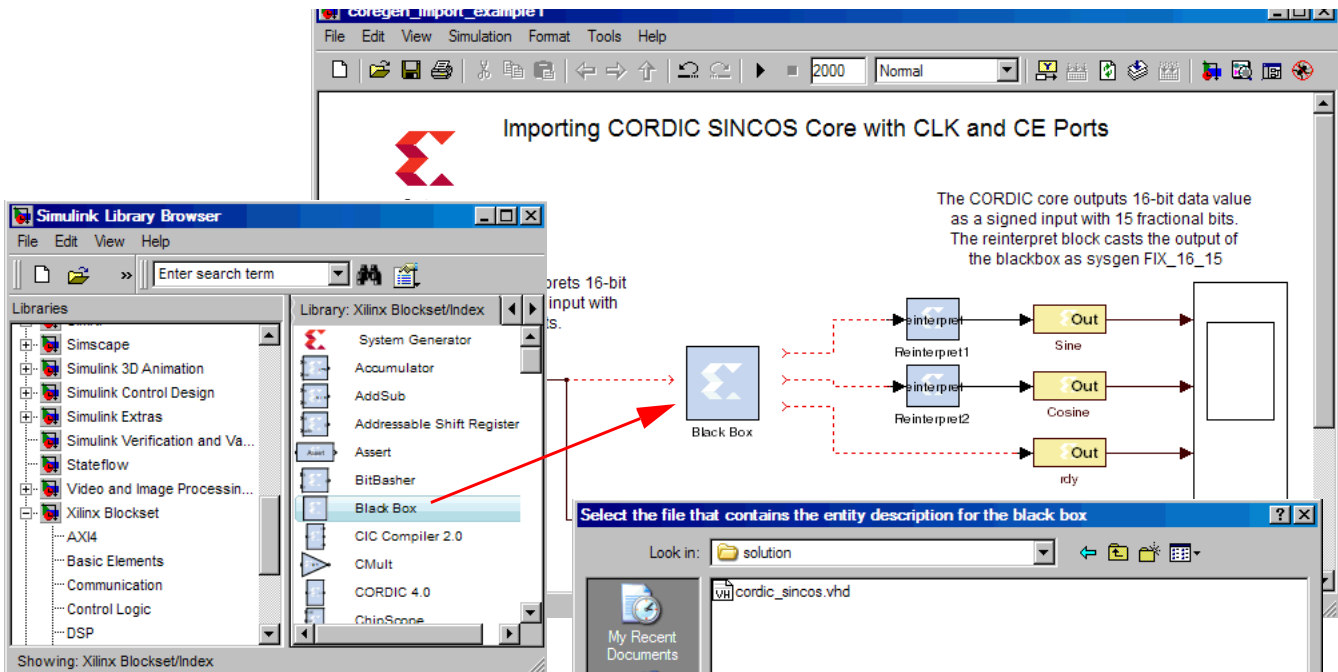 coregen_import_example1
File Edit View Simulation Format Tools Help
2000 Normal
Importing CORDIC SINCOS Core with CLK and CE Ports
The CORDIC core outputs 16-bit data value
as a signed input with 15 fractional bits.
The reinterpret block casts the output of
the blackbox as sysgen FIX_16_15
prets 16-bit
input with
ts.
Black Box
einterpret
Reinterpret1
Out
Sine
einterpret
Reinterpret2
Out
Cosine
Out
rdy
Simulink Library Browser
File Edit View Help
» Enter search term
Libraries
Simscape
Simulink 3D Animation
Simulink Control Design
Simulink Extras
Simulink Verification and Va...
Stateflow
Video and Image Processin...
Xilinx Blockset
AXI4
Basic Elements
Communication
Control Logic
DSP
Library: Xilinx Blockset/Index
System Generator
Accumulator
AddSub
Addressable Shift Register
Assert
Assert
BitBasher
Black Box
CIC Compiler 2.0
CMult
CORDIC 4.0
ChipScope
Showing: Xilinx Blockset/Index
Select the file that contains the entity description for the black box
Look in: solution
cordic_sincos.vhd
My Recent
Documents